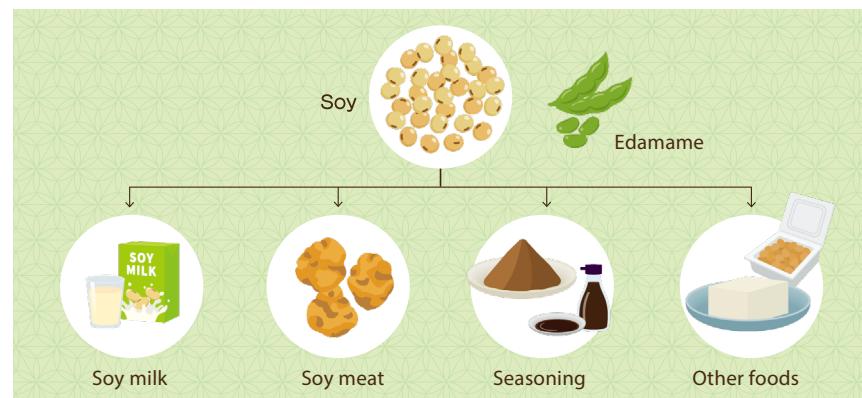 Soy
Edamame
SOY
MILK
Soy milk
Soy meat
Seasoning
Other foods